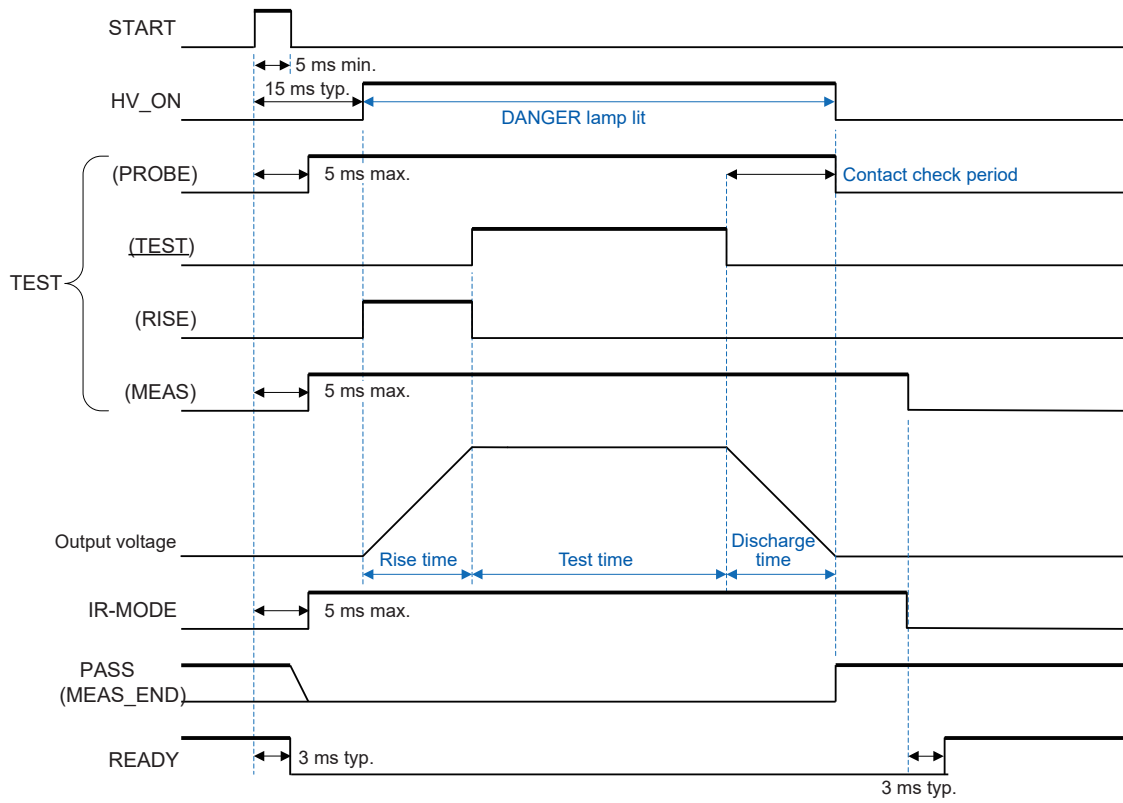 START
5 ms min.
15 ms typ.
HV_ON
DANGER lamp lit
(PROBE)
5 ms max.
Contact check period
(TEST)
TEST
(RISE)
(MEAS)
5 ms max.
Output voltage
Rise time
Test time
Discharge
time
IR-MODE
5 ms max.
PASS
(MEAS_END)
READY
3 ms typ.
3 ms typ.